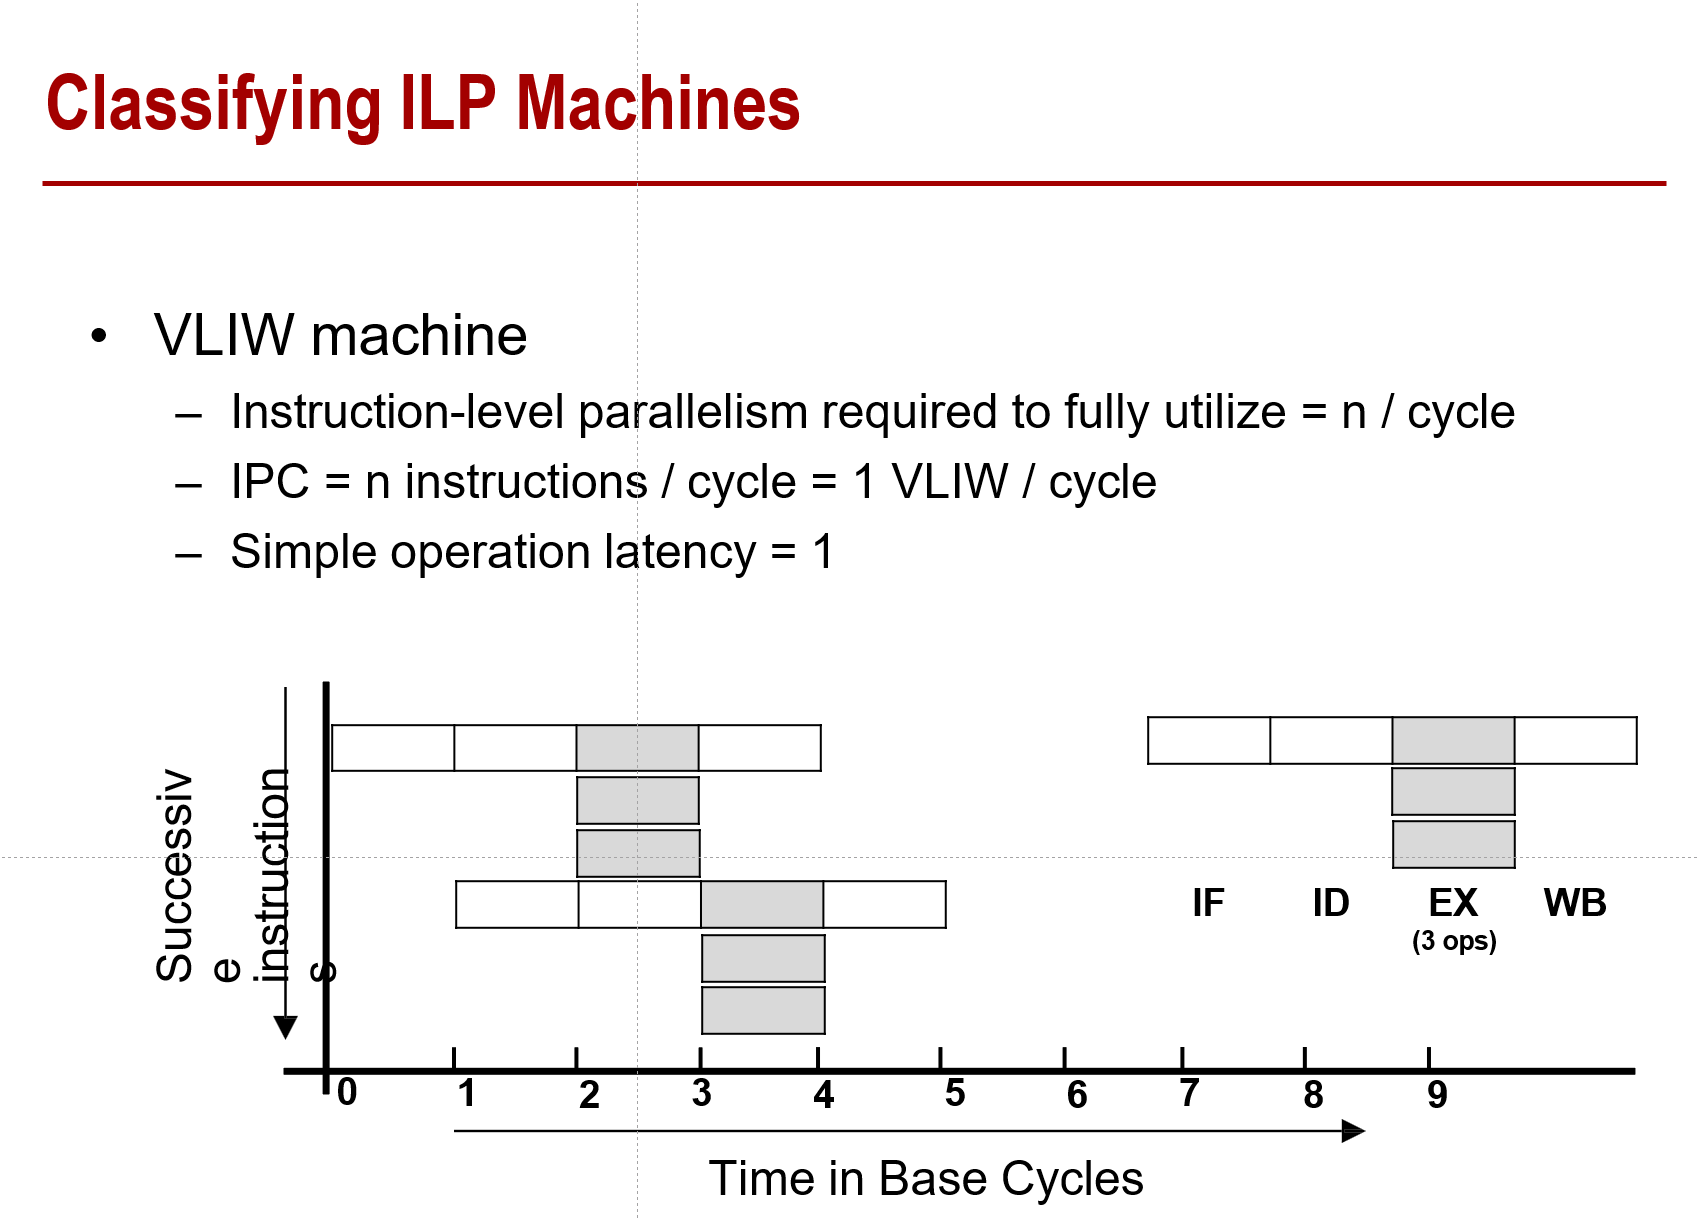 Classifying ILP Machines
• VLIW machine
– Instruction-level parallelism required to fully utilize = n / cycle
– IPC = n instructions / cycle = 1 VLIW / cycle
– Simple operation latency = 1
Successiv
e
instruction
s
IF ID EX WB
(3 ops)
0 1 2 3 4 5 6 7 8 9
Time in Base Cycles